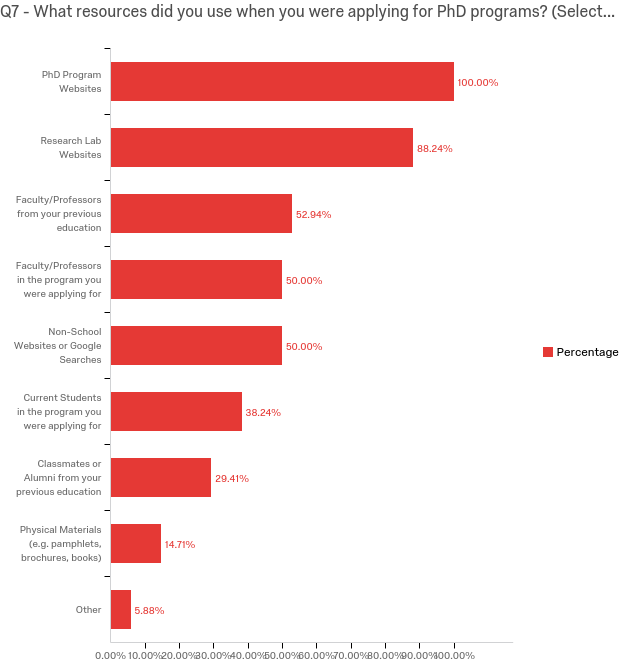 Q7 - What resources did you use when you were applying for PhD programs? (Select...
PhD Program
Websites
100.00%
Research Lab
Websites
88.24%
Faculty/Professors
from your previous
education
52.94%
Faculty/Professors
in the program you
were applying for
50.00%
Non-School
Websites or Google
Searches
50.00%
Percentage
Current Students
in the program you
were applying for
38.24%
Classmates or
Alumni from your
previous education
29.41%
Physical Materials
(e.g. pamphlets,
brochures, books)
14.71%
Other
5.88%
0.00% 10.00% 20.00% 30.00% 40.00% 50.00% 60.00% 70.00% 80.00% 90.00% 100.00%